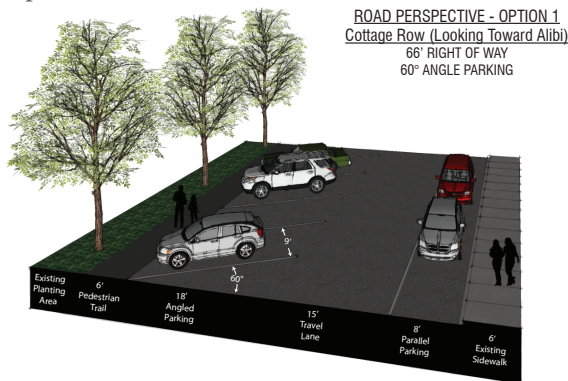 ROAD PERSPECTIVE - OPTION 1
Cottage Row (Looking Toward Alibi)
66' RIGHT OF WAY
60° ANGLE PARKING
9'
60°
Existing
Planting
Area
6'
Pedestrian
Trail
18'
Angled
Parking
15'
Travel
Lane
8'
Parallel
Parking
6'
Existing
Sidewalk